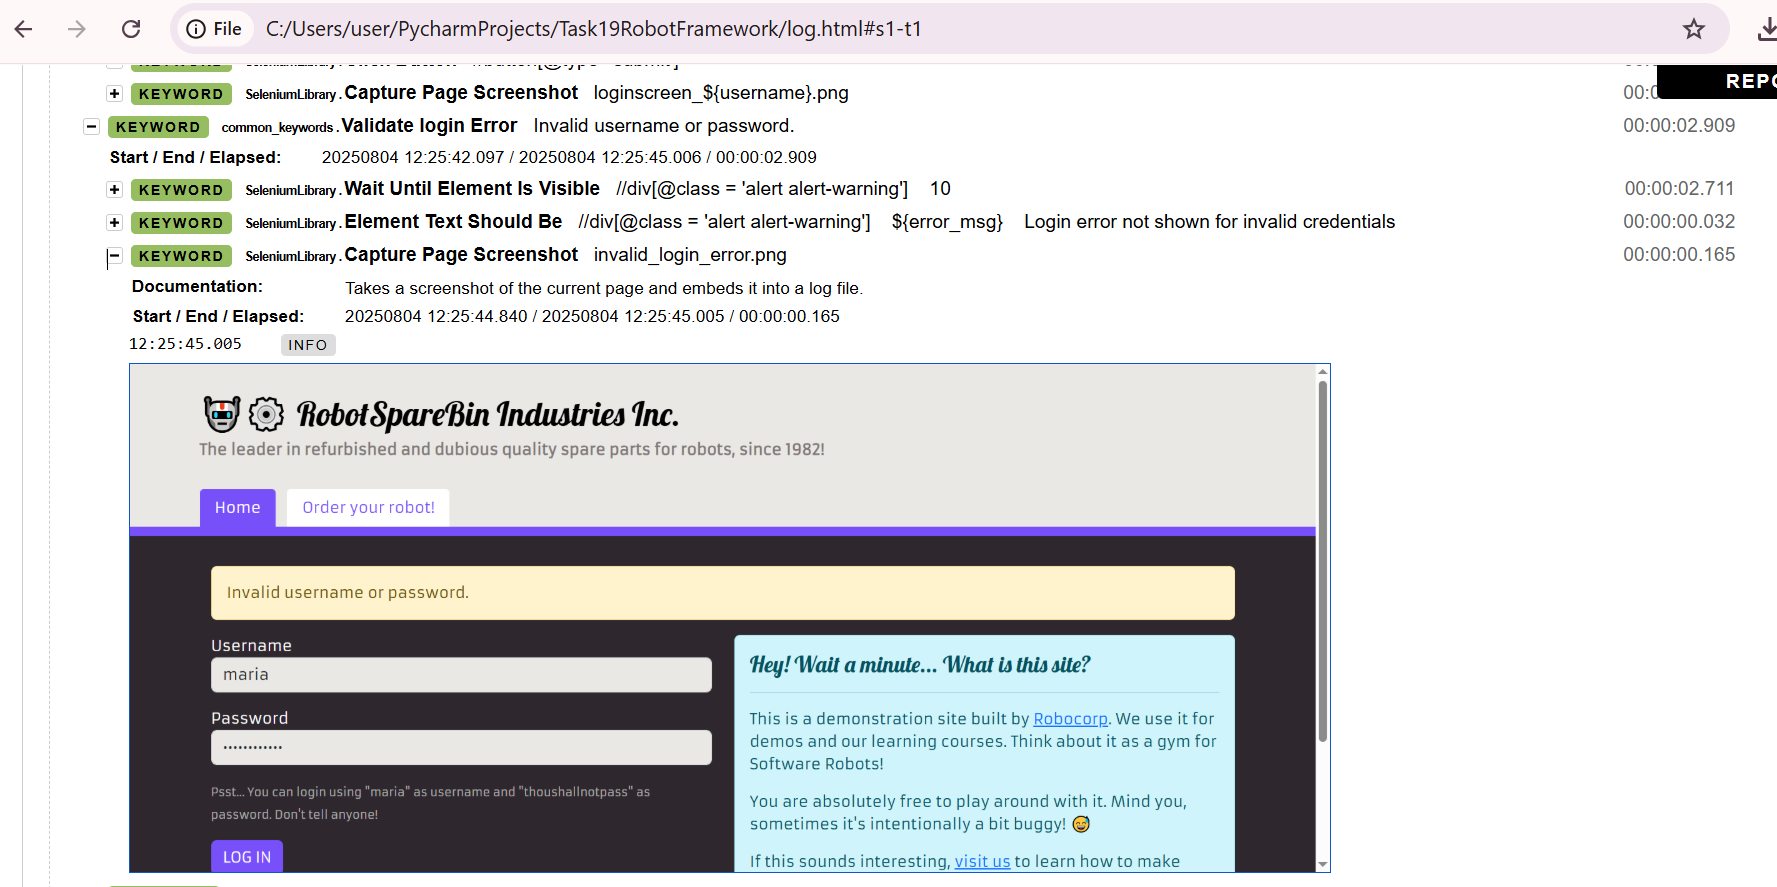 File C:/Users/user/PycharmProjects/Task19RobotFramework/log.html#s1-t1
REPO
KEYWORD SeleniumLibrary.Capture Page Screenshot loginscreen_${username}.png
KEYWORD common_keywords.Validate login Error Invalid username or password. 00:00:02.909
Start / End / Elapsed: 20250804 12:25:42.097 / 20250804 12:25:45.006 / 00:00:02.909
KEYWORD SeleniumLibrary.Wait Until Element Is Visible //div[@class = 'alert alert-warning'] 10 00:00:02.711
KEYWORD SeleniumLibrary.Element Text Should Be //div[@class = 'alert alert-warning'] ${error_msg} Login error not shown for invalid credentials 00:00:00.032
KEYWORD SeleniumLibrary.Capture Page Screenshot invalid_login_error.png 00:00:00.165
Documentation: Takes a screenshot of the current page and embeds it into a log file.
Start / End / Elapsed: 20250804 12:25:44.840 / 20250804 12:25:45.005 / 00:00:00.165
12:25:45.005 INFO
RobotSpareBin Industries Inc.
The leader in refurbished and dubious quality spare parts for robots, since 1982!
Home Order your robot!
Invalid username or password.
Username
maria
Password
••••••••••••
Psst... You can login using "maria" as username and "thoushallnotpass" as
password. Don't tell anyone!
LOG IN
Hey! Wait a minute... What is this site?
This is a demonstration site built by Robocorp. We use it for
demos and our learning courses. Think about it as a gym for
Software Robots!
You are absolutely free to play around with it. Mind you,
sometimes it's intentionally a bit buggy! 😅
If this sounds interesting, visit us to learn how to make